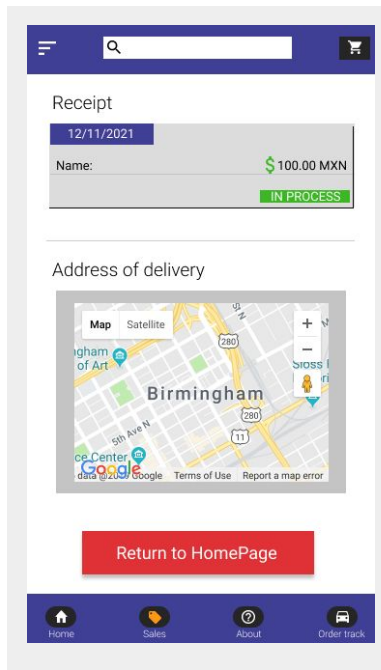 Receipt
12/11/2021
Name: $100.00 MXN
IN PROCESS
Address of delivery
Map Satellite
280
of Art
Birmingham
280
5th Ave N
11
Center
Google
Google Terms of Use Report a map error
Return to HomePage
Home Sales About Order track